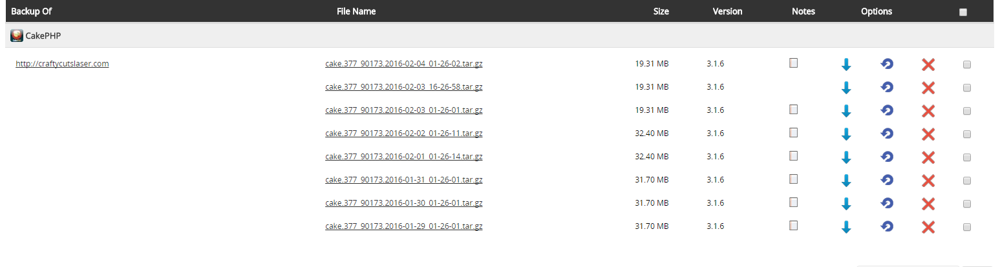 Backup Of File Name Size Version Notes Options
CakePHP
http://craftycutslaser.com cake.377_90173.2016-02-04_01-26-02.tar.gz 19.31 MB 3.1.6
cake.377_90173.2016-02-03_16-26-58.tar.gz 19.31 MB 3.1.6
cake.377_90173.2016-02-03_01-26-01.tar.gz 19.31 MB 3.1.6
cake.377_90173.2016-02-02_01-26-11.tar.gz 32.40 MB 3.1.6
cake.377_90173.2016-02-01_01-26-14.tar.gz 32.40 MB 3.1.6
cake.377_90173.2016-01-31_01-26-01.tar.gz 31.70 MB 3.1.6
cake.377_90173.2016-01-30_01-26-01.tar.gz 31.70 MB 3.1.6
cake.377_90173.2016-01-29_01-26-01.tar.gz 31.70 MB 3.1.6